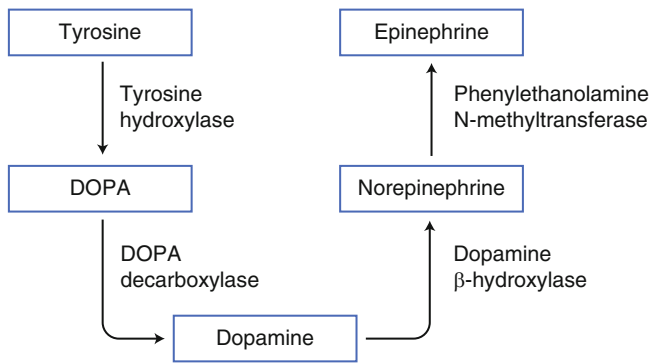 Tyrosine
Epinephrine
Tyrosine
hydroxylase
Phenylethanolamine
N-methyltransferase
DOPA
Norepinephrine
DOPA
decarboxylase
Dopamine
β-hydroxylase
Dopamine